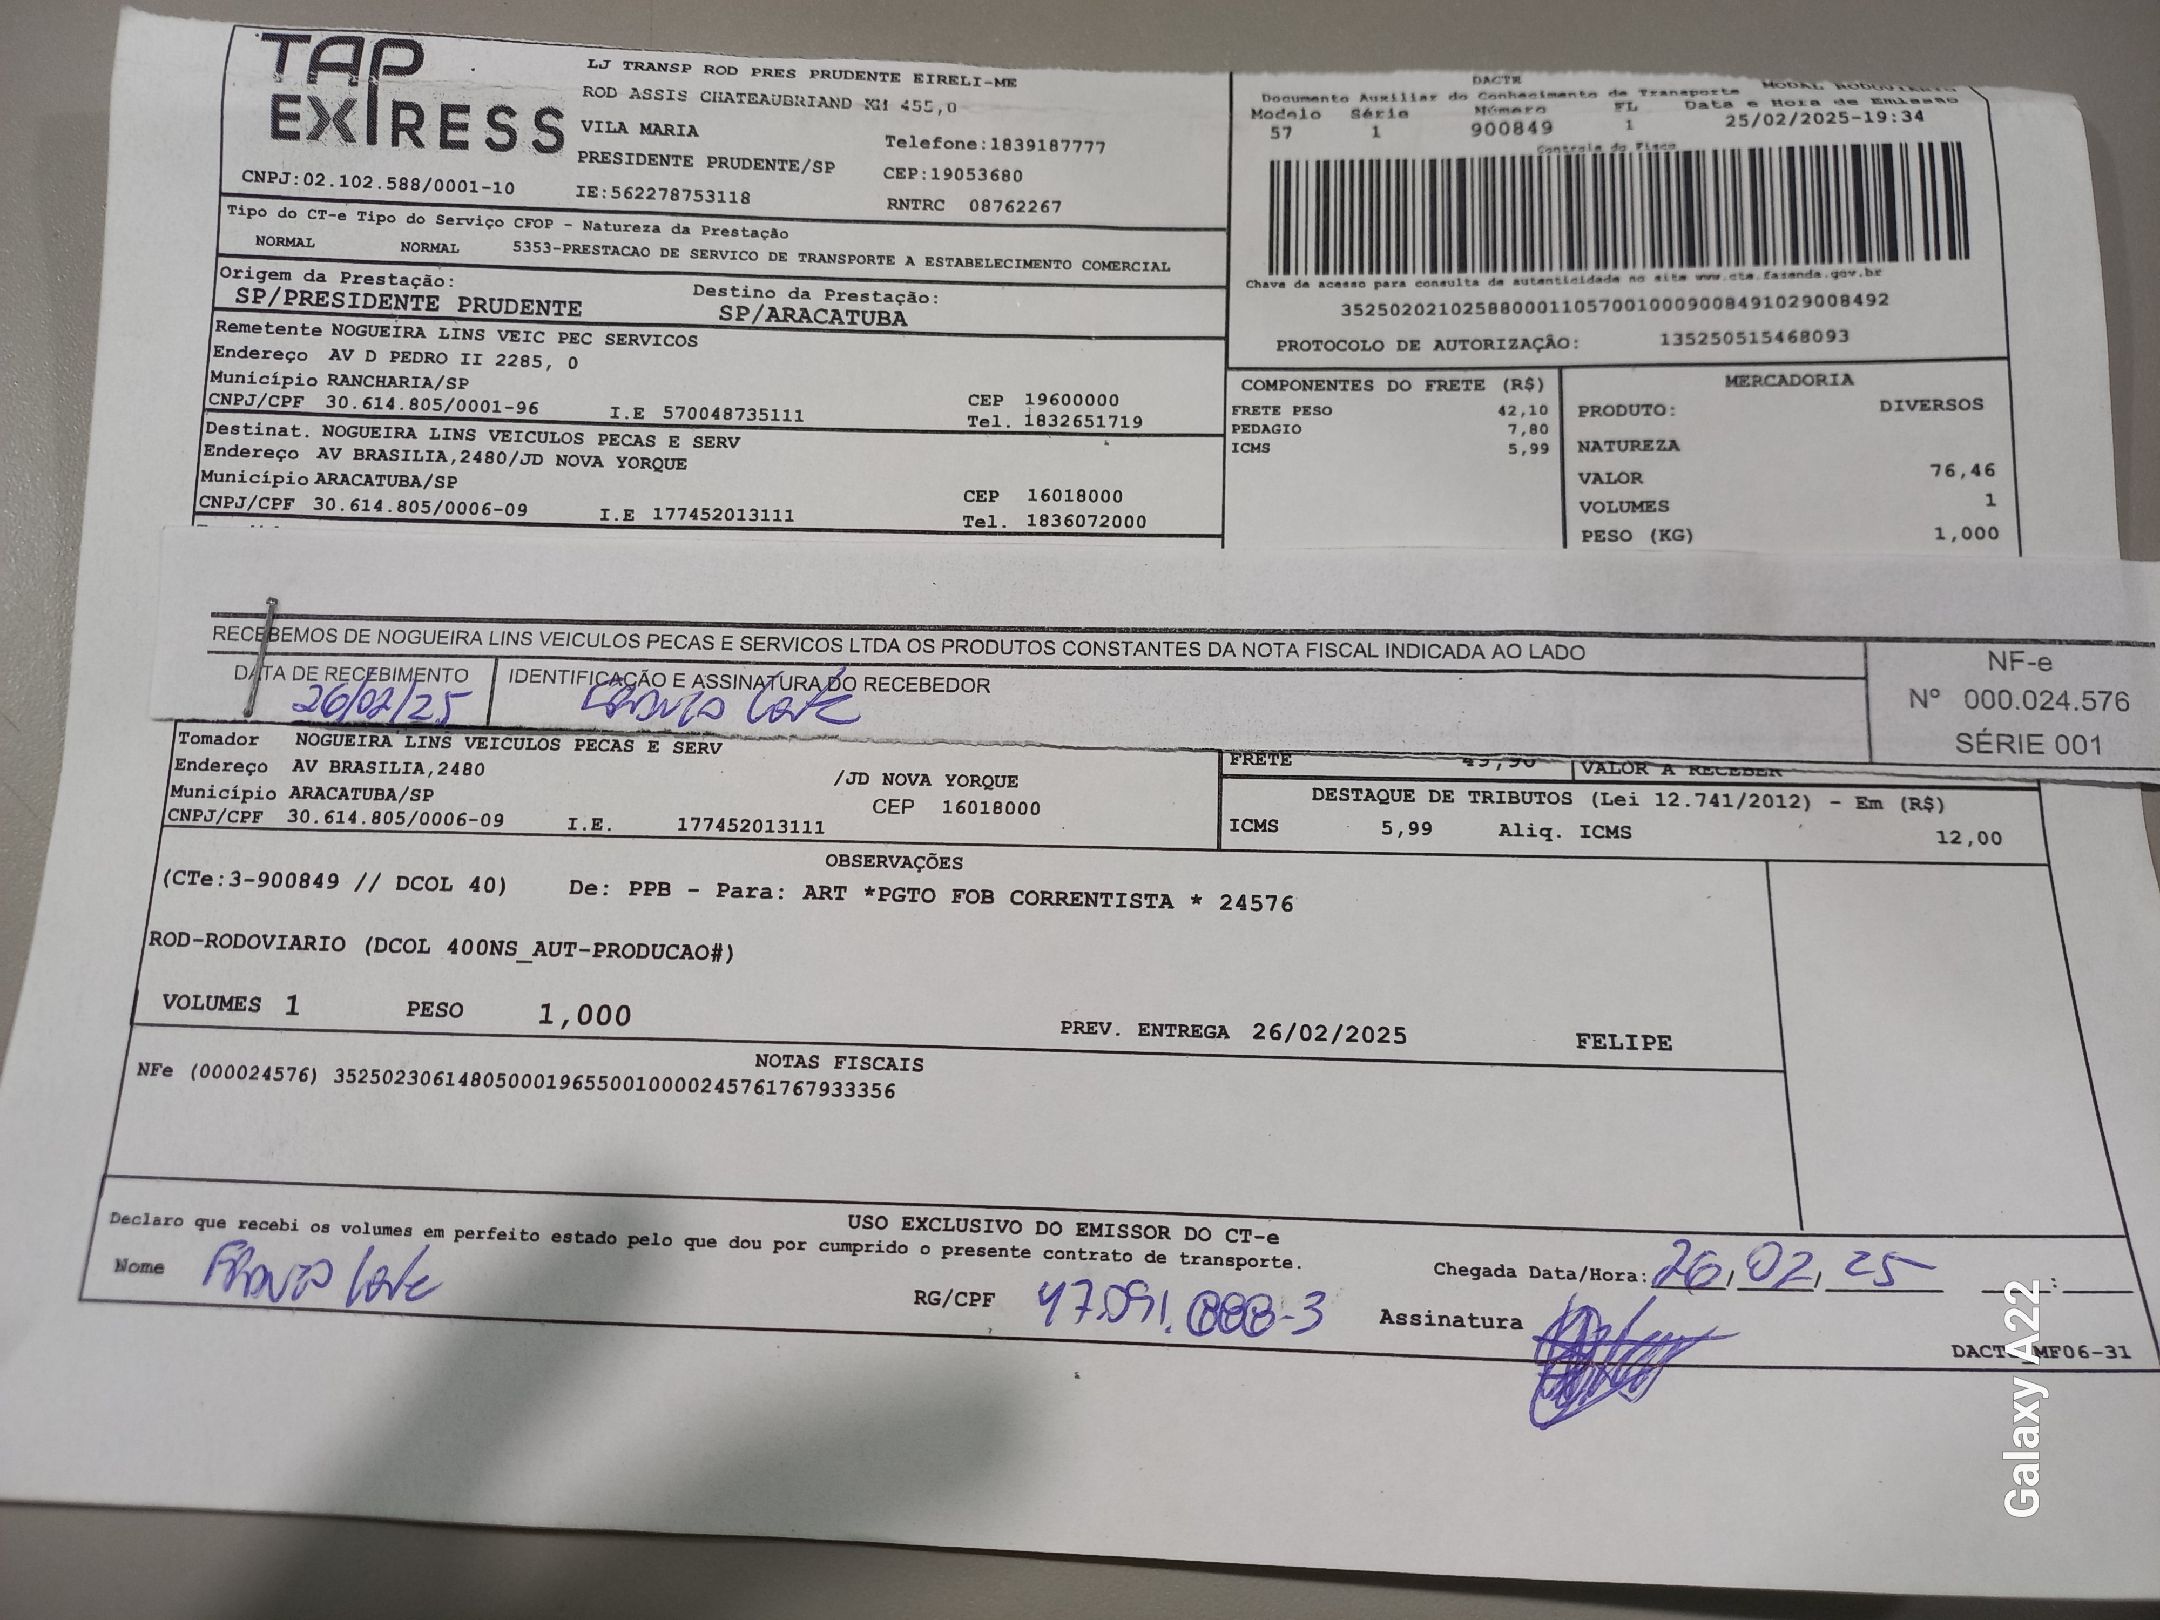 TAP
EXPRESS
LJ TRANSP ROD PRES PRUDENTE EIRELI-ME
ROD ASSIS CHATEAUBRIAND KM 455,0
VILA MARIA
Telefone:1839187777
PRESIDENTE PRUDENTE/SP
CEP:19053680
CNPJ:02.102.588/0001-10
IE:562278753118
RNTRC 08762267
DACTE
MODAL RODOVIARIO
Documento Auxiliar do Conhecimento de Transporte
Modelo Série Número FL Data e Hora de Emissão
57 1 900849 1 25/02/2025-19:34
Controle do Fisco
Chave de acesso para consulta de autenticidade no site www.cte.fazenda.gov.br
35250202102588000110570010009008491029008492
PROTOCOLO DE AUTORIZAÇÃO: 135250515468093
Tipo do CT-e Tipo do Serviço CFOP - Natureza da Prestação
NORMAL NORMAL 5353-PRESTACAO DE SERVICO DE TRANSPORTE A ESTABELECIMENTO COMERCIAL
Origem da Prestação: Destino da Prestação:
SP/PRESIDENTE PRUDENTE SP/ARACATUBA
Remetente NOGUEIRA LINS VEIC PEC SERVICOS
Endereço AV D PEDRO II 2285, 0
Município RANCHARIA/SP CEP 19600000
CNPJ/CPF 30.614.805/0001-96 I.E 570048735111 Tel. 1832651719
Destinat. NOGUEIRA LINS VEICULOS PECAS E SERV
Endereço AV BRASILIA,2480/JD NOVA YORQUE
Município ARACATUBA/SP CEP 16018000
CNPJ/CPF 30.614.805/0006-09 I.E 177452013111 Tel. 1836072000
COMPONENTES DO FRETE (R$)
FRETE PESO 42,10
PEDAGIO 7,80
ICMS 5,99
MERCADORIA
PRODUTO: DIVERSOS
NATUREZA
VALOR 76,46
VOLUMES 1
PESO (KG) 1,000
RECEBEMOS DE NOGUEIRA LINS VEICULOS PECAS E SERVICOS LTDA OS PRODUTOS CONSTANTES DA NOTA FISCAL INDICADA AO LADO
DATA DE RECEBIMENTO IDENTIFICAÇÃO E ASSINATURA DO RECEBEDOR
26/02/25
NF-e
Nº 000.024.576
SÉRIE 001
Tomador NOGUEIRA LINS VEICULOS PECAS E SERV
Endereço AV BRASILIA,2480 /JD NOVA YORQUE
Município ARACATUBA/SP CEP 16018000
CNPJ/CPF 30.614.805/0006-09 I.E. 177452013111
FRETE 49,90 VALOR A RECEBER
DESTAQUE DE TRIBUTOS (Lei 12.741/2012) - Em (R$)
ICMS 5,99 Aliq. ICMS 12,00
OBSERVAÇÕES
(CTe:3-900849 // DCOL 40) De: PPB - Para: ART *PGTO FOB CORRENTISTA * 24576
ROD-RODOVIARIO (DCOL 400NS_AUT-PRODUCAO#)
VOLUMES 1 PESO 1,000
PREV. ENTREGA 26/02/2025 FELIPE
NOTAS FISCAIS
NFe (000024576) 35250230614805000196550010000245761767933356
USO EXCLUSIVO DO EMISSOR DO CT-e
Declaro que recebi os volumes em perfeito estado pelo que dou por cumprido o presente contrato de transporte.
Nome
RG/CPF 47.091.888-3
Chegada Data/Hora: 26,02,25 :
Assinatura
DACTE_MF06-31
Galaxy A22